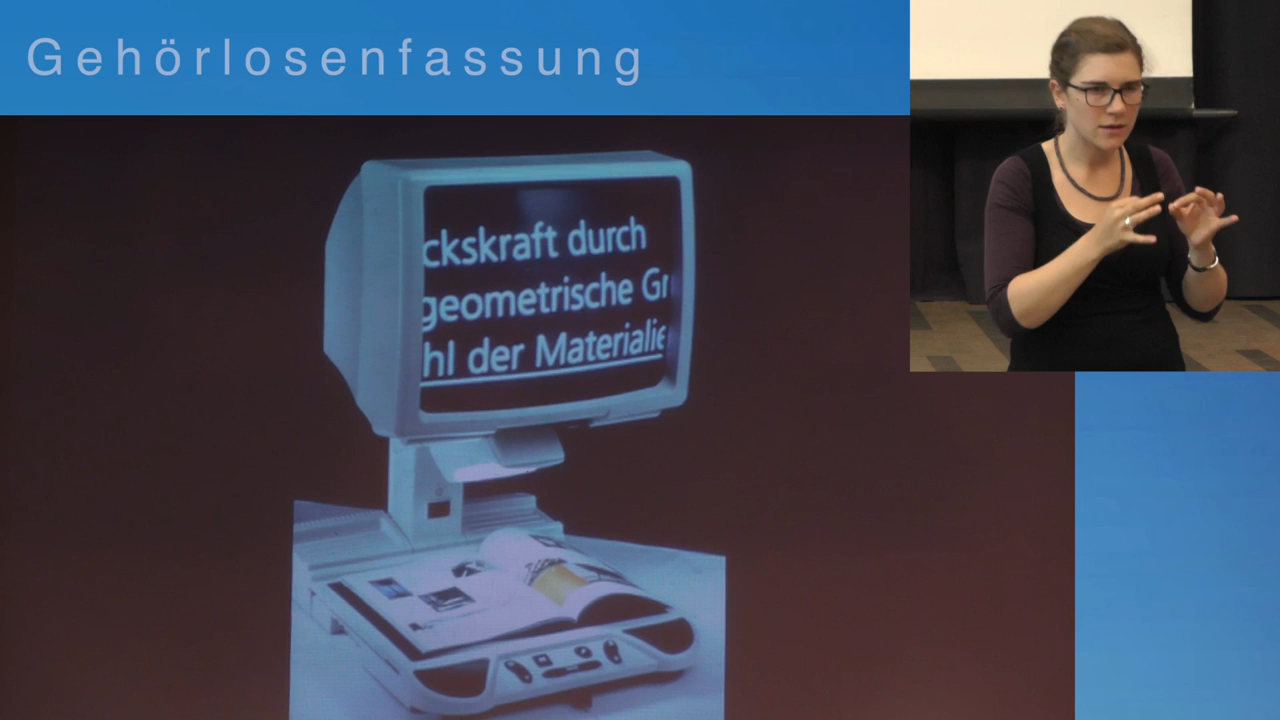 Gehörlosenfassung
ckskraft durch
geometrische Gr
hl der Materialie